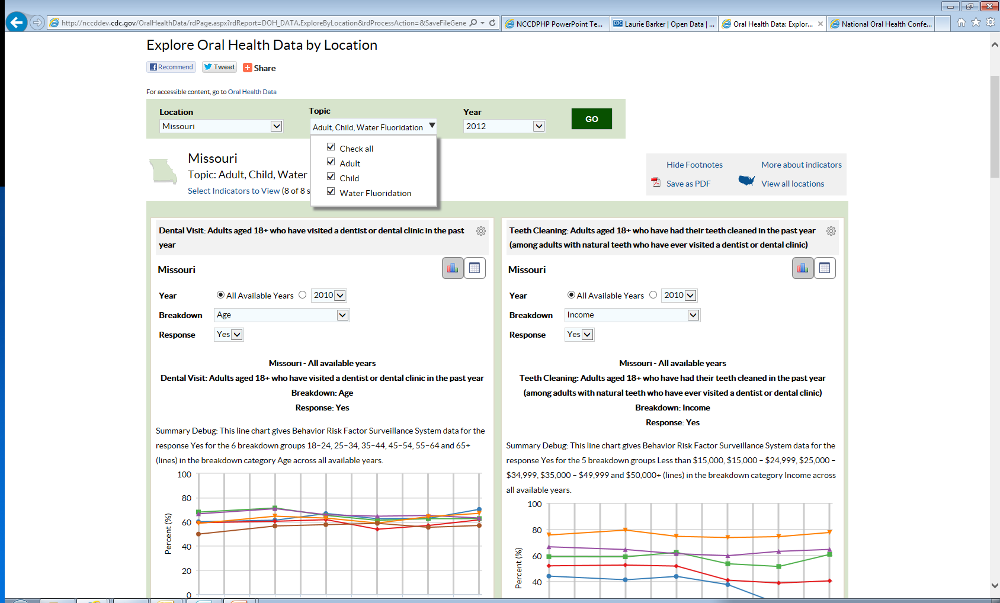 http://nccddev.cdc.gov/OralHealthData/rdPage.aspx?rdReport=DOH_DATA.ExploreByLocation&rdProcessAction=&SaveFileGene
NCCDPHP PowerPoint Te...
CDC Laurie Barker | Open Data | ...
Oral Health Data: Explor...
National Oral Health Confe...
Explore Oral Health Data by Location
Recommend
Tweet
Share
For accessible content, go to Oral Health Data
Location
Topic
Year
Missouri
Adult, Child, Water Fluoridation
2012
GO
Check all
Adult
Child
Water Fluoridation
Missouri
Topic: Adult, Child, Water
Select Indicators to View (8 of 8 s
Hide Footnotes
More about indicators
Save as PDF
View all locations
Dental Visit: Adults aged 18+ who have visited a dentist or dental clinic in the past
year
Missouri
Year
All Available Years
2010
Breakdown
Age
Response
Yes
Missouri - All available years
Dental Visit: Adults aged 18+ who have visited a dentist or dental clinic in the past year
Breakdown: Age
Response: Yes
Summary Debug: This line chart gives Behavior Risk Factor Surveillance System data for the
response Yes for the 6 breakdown groups 18–24, 25–34, 35–44, 45–54, 55–64 and 65+
(lines) in the breakdown category Age across all available years.
100
80
60
40
20
0
Percent (%)
Teeth Cleaning: Adults aged 18+ who have had their teeth cleaned in the past year
(among adults with natural teeth who have ever visited a dentist or dental clinic)
Missouri
Year
All Available Years
2010
Breakdown
Income
Response
Yes
Missouri - All available years
Teeth Cleaning: Adults aged 18+ who have had their teeth cleaned in the past year
(among adults with natural teeth who have ever visited a dentist or dental clinic)
Breakdown: Income
Response: Yes
Summary Debug: This line chart gives Behavior Risk Factor Surveillance System data for the
response Yes for the 5 breakdown groups Less than $15,000, $15,000 – $24,999, $25,000 –
$34,999, $35,000 – $49,999 and $50,000+ (lines) in the breakdown category Income across
all available years.
100
80
60
40
Percent (%)